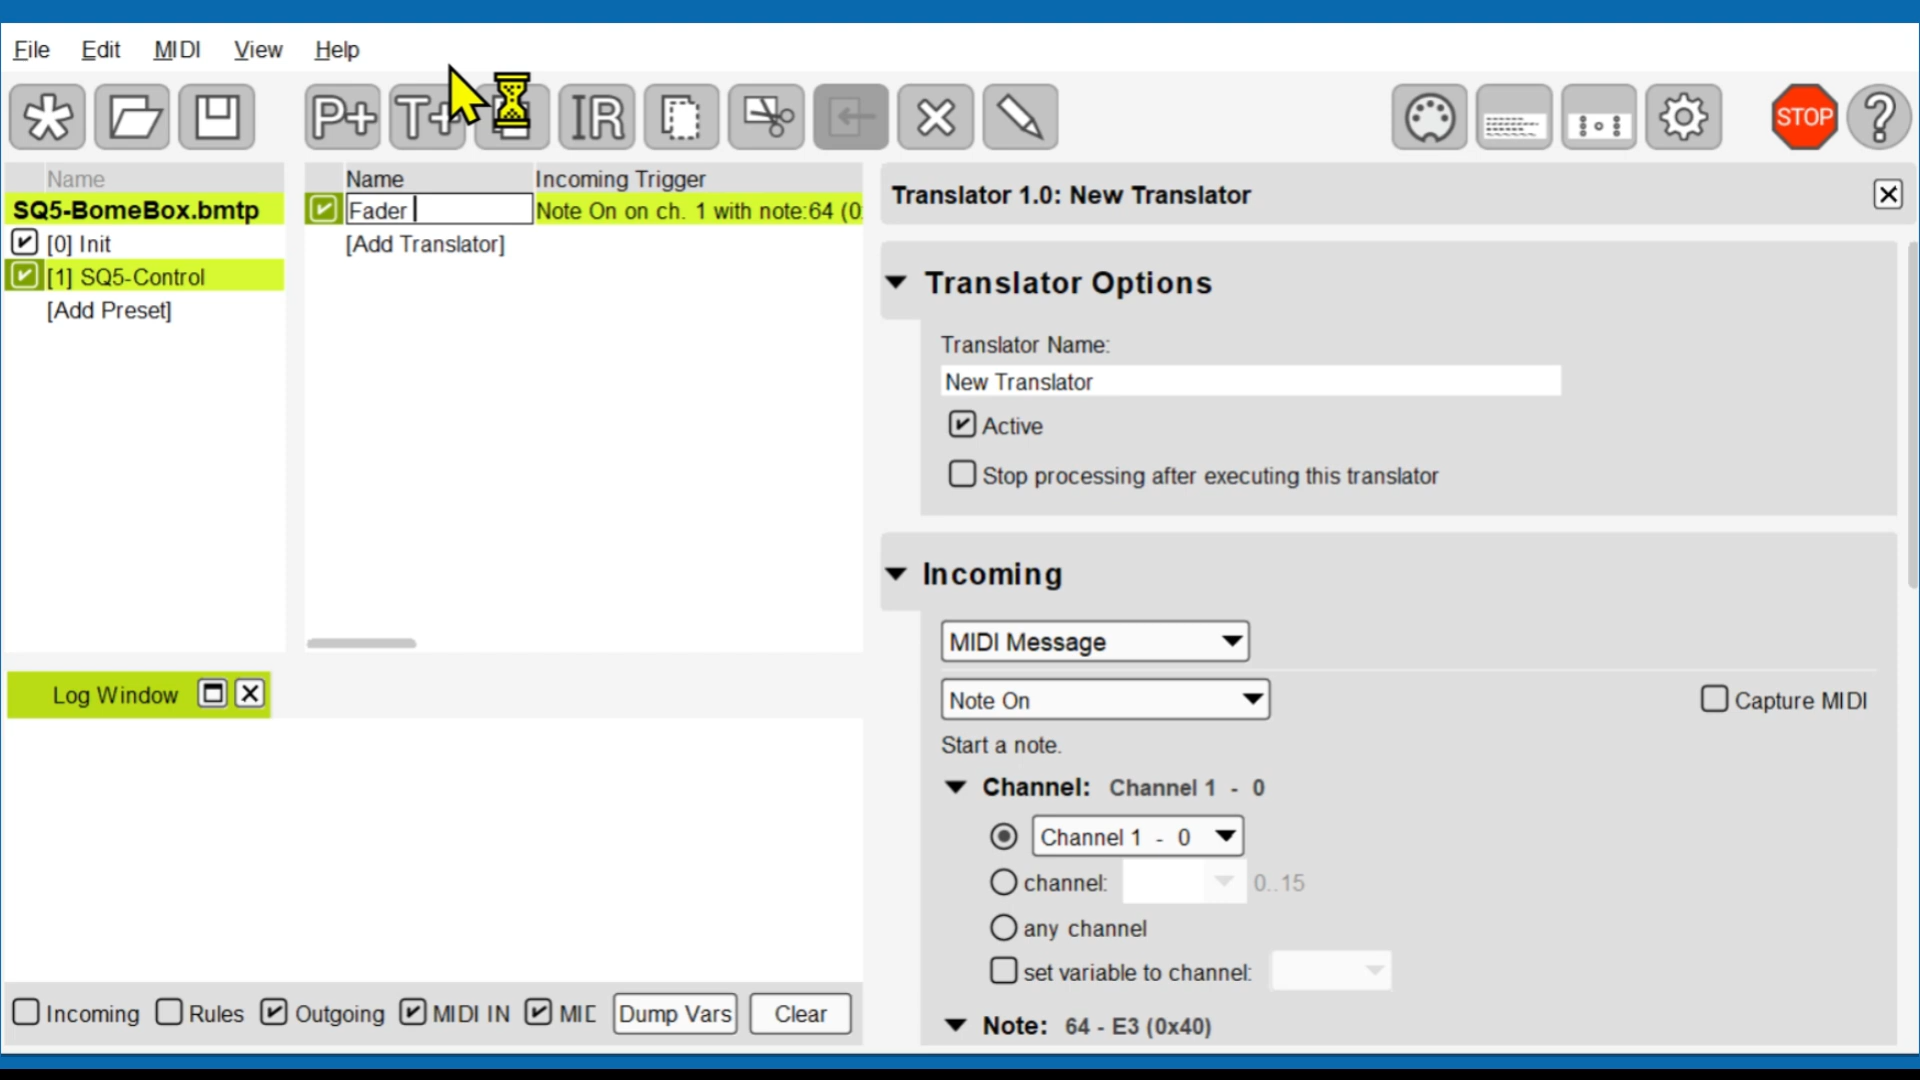 File Edit MIDI View Help
P+ T+ IR STOP ?
Name
SQ5-BomeBox.bmtp
[0] Init
[1] SQ5-Control
[Add Preset]
Name Incoming Trigger
Fader Note On on ch. 1 with note:64 (0
[Add Translator]
Translator 1.0: New Translator
Translator Options
Translator Name:
New Translator
Active
Stop processing after executing this translator
Incoming
MIDI Message
Note On Capture MIDI
Start a note.
Channel: Channel 1 - 0
Channel 1 - 0
channel: 0..15
any channel
set variable to channel:
Note: 64 - E3 (0x40)
Log Window
Incoming Rules Outgoing MIDI IN MIC Dump Vars Clear